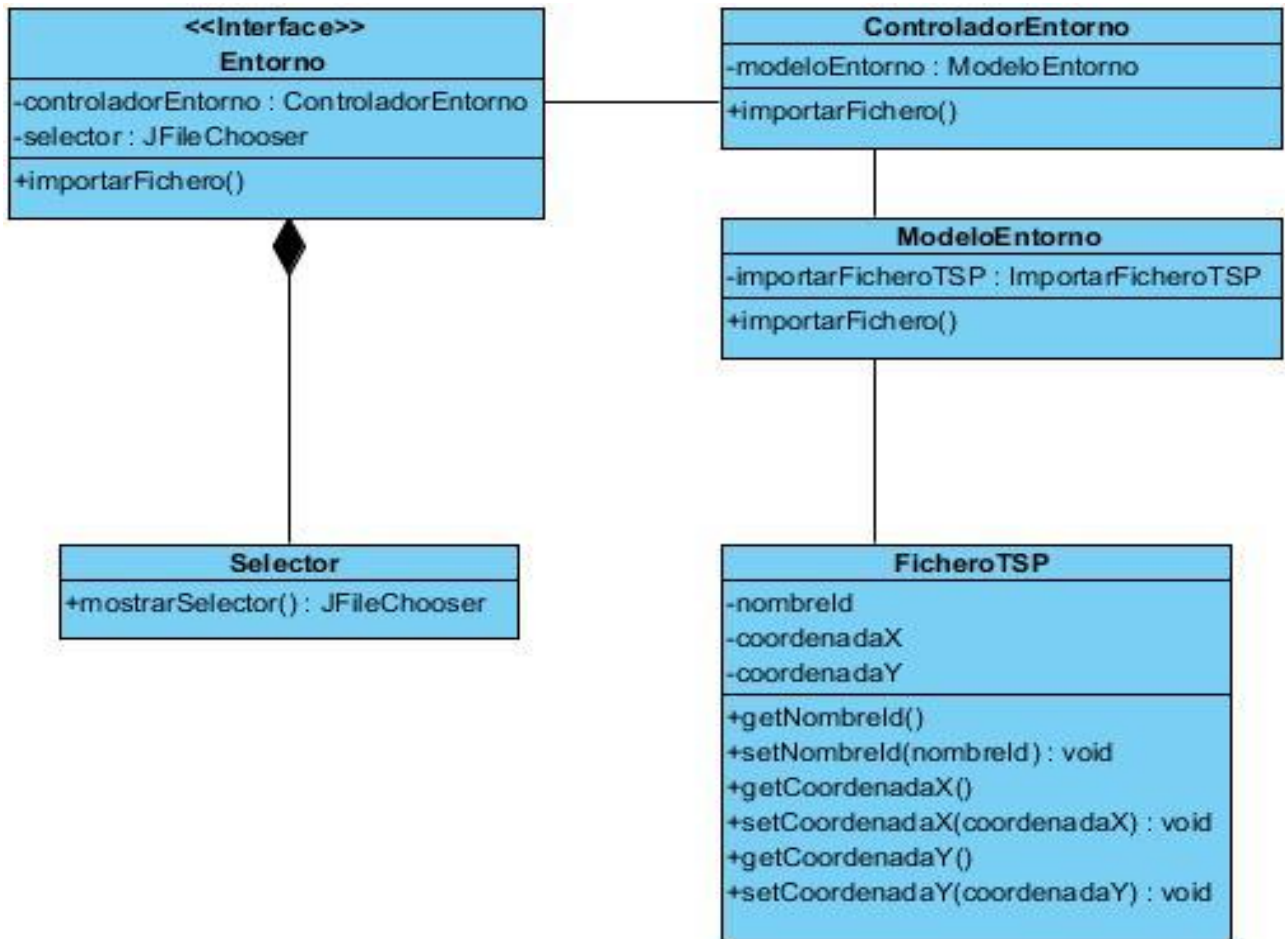 <<Interface>>
Entorno
-controladorEntorno : ControladorEntorno
-selector : JFileChooser
+importarFichero()
ControladorEntorno
-modeloEntorno : ModeloEntorno
+importarFichero()
ModeloEntorno
-importarFicheroTSP : ImportarFicheroTSP
+importarFichero()
Selector
+mostrarSelector() : JFileChooser
FicheroTSP
-nombreId
-coordenadaX
-coordenadaY
+getNombreId()
+setNombreId(nombreId) : void
+getCoordenadaX()
+setCoordenadaX(coordenadaX) : void
+getCoordenadaY()
+setCoordenadaY(coordenadaY) : void